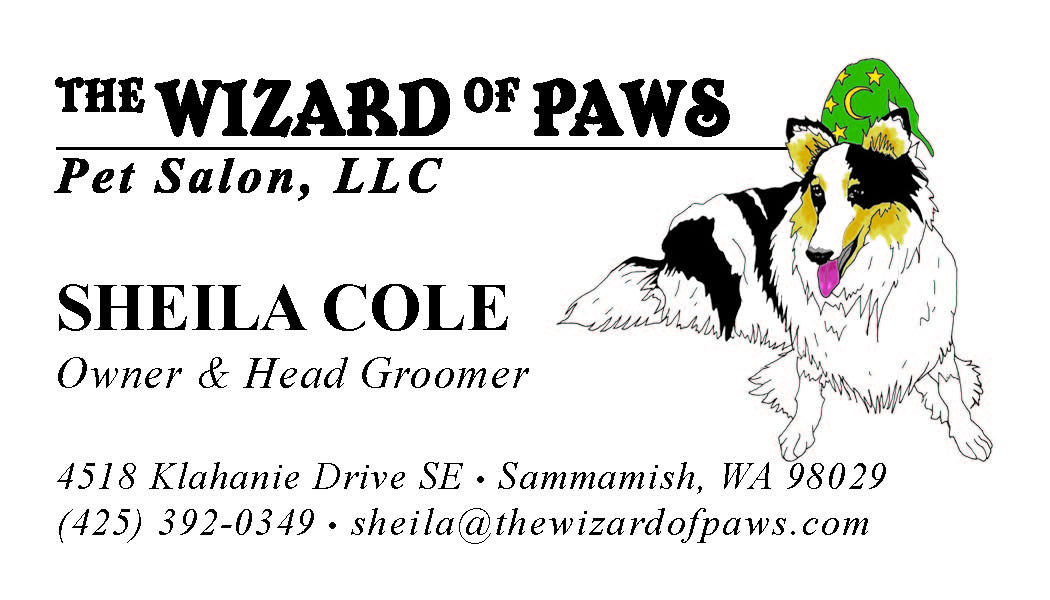 THE WIZARD OF PAWS
Pet Salon, LLC
SHEILA COLE
Owner & Head Groomer
4518 Klahanie Drive SE • Sammamish, WA 98029
(425) 392-0349 • sheila@thewizardofpaws.com